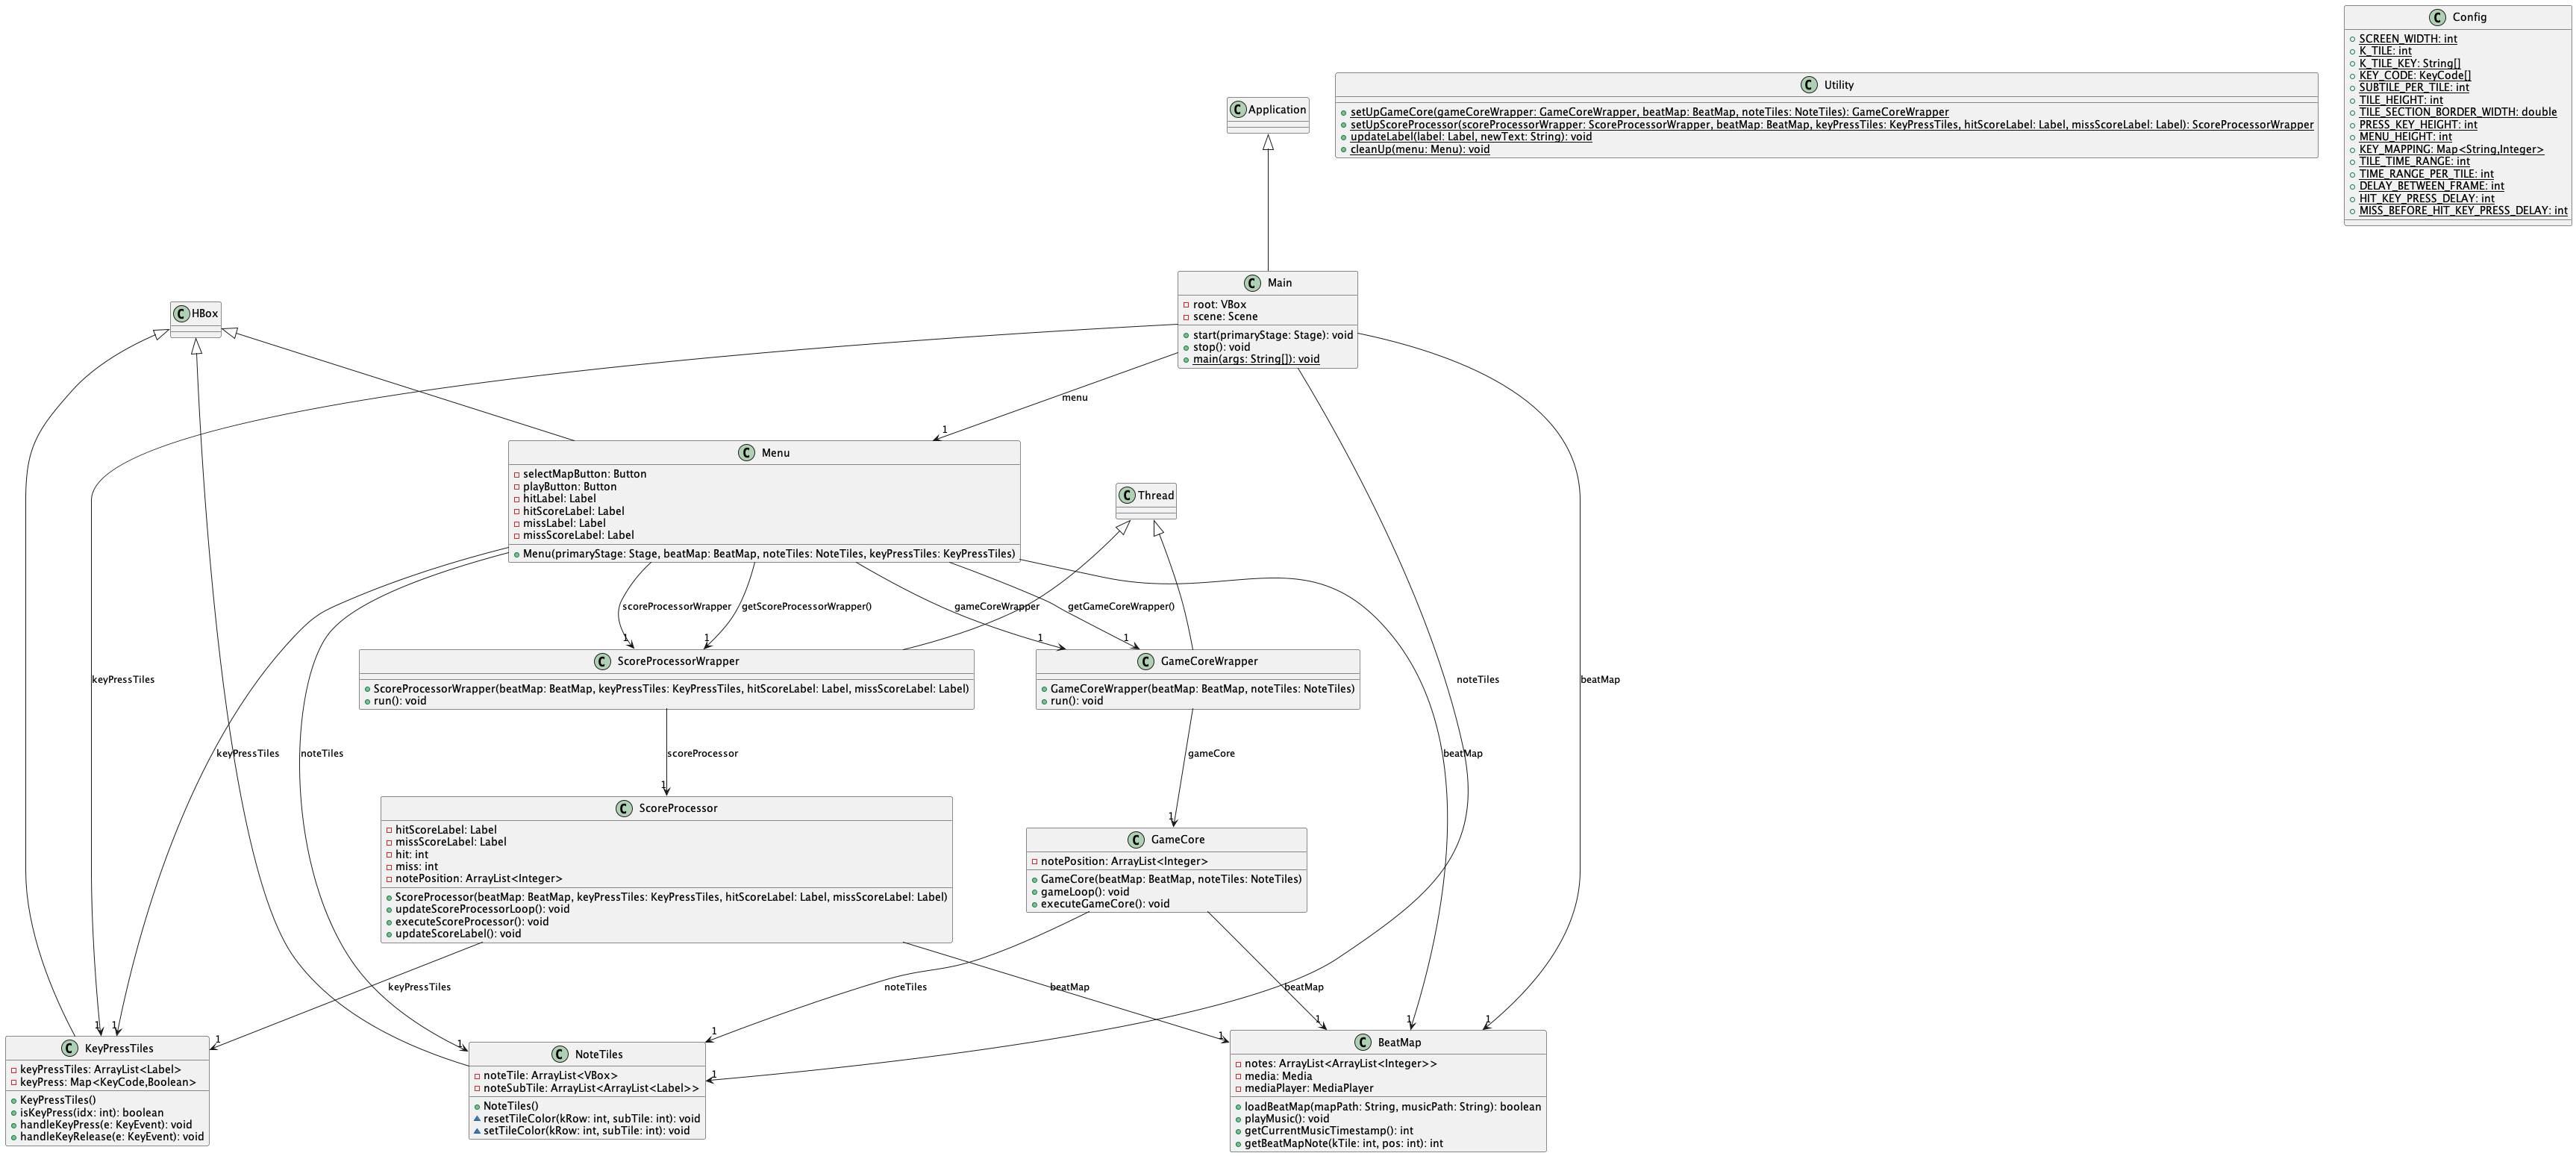 C Config
SCREEN_WIDTH: int
K_TILE: int
K_TILE_KEY: String[]
KEY_CODE: KeyCode[]
SUBTILE_PER_TILE: int
TILE_HEIGHT: int
TILE_SECTION_BORDER_WIDTH: double
PRESS_KEY_HEIGHT: int
MENU_HEIGHT: int
KEY_MAPPING: Map<String,Integer>
TILE_TIME_RANGE: int
TIME_RANGE_PER_TILE: int
DELAY_BETWEEN_FRAME: int
HIT_KEY_PRESS_DELAY: int
MISS_BEFORE_HIT_KEY_PRESS_DELAY: int
C Utility
setUpGameCore(gameCoreWrapper: GameCoreWrapper, beatMap: BeatMap, noteTiles: NoteTiles): GameCoreWrapper
setUpScoreProcessor(scoreProcessorWrapper: ScoreProcessorWrapper, beatMap: BeatMap, keyPressTiles: KeyPressTiles, hitScoreLabel: Label, missScoreLabel: Label): ScoreProcessorWrapper
updateLabel(label: Label, newText: String): void
cleanUp(menu: Menu): void
C Application
C Main
root: VBox
scene: Scene
start(primaryStage: Stage): void
stop(): void
main(args: String[]): void
C HBox
menu
1
C Menu
selectMapButton: Button
playButton: Button
hitLabel: Label
hitScoreLabel: Label
missLabel: Label
missScoreLabel: Label
Menu(primaryStage: Stage, beatMap: BeatMap, noteTiles: NoteTiles, keyPressTiles: KeyPressTiles)
C Thread
scoreProcessorWrapper
getScoreProcessorWrapper()
gameCoreWrapper
getGameCoreWrapper()
1
1
1
1
C ScoreProcessorWrapper
ScoreProcessorWrapper(beatMap: BeatMap, keyPressTiles: KeyPressTiles, hitScoreLabel: Label, missScoreLabel: Label)
run(): void
C GameCoreWrapper
GameCoreWrapper(beatMap: BeatMap, noteTiles: NoteTiles)
run(): void
keyPressTiles
noteTiles
beatMap
keyPressTiles
noteTiles
scoreProcessor
gameCore
beatMap
1
1
C ScoreProcessor
hitScoreLabel: Label
missScoreLabel: Label
hit: int
miss: int
notePosition: ArrayList<Integer>
ScoreProcessor(beatMap: BeatMap, keyPressTiles: KeyPressTiles, hitScoreLabel: Label, missScoreLabel: Label)
updateScoreProcessorLoop(): void
executeScoreProcessor(): void
updateScoreLabel(): void
C GameCore
notePosition: ArrayList<Integer>
GameCore(beatMap: BeatMap, noteTiles: NoteTiles)
gameLoop(): void
executeGameCore(): void
keyPressTiles
noteTiles
beatMap
beatMap
1
1
1
1
1
1
1
1
1
1
C KeyPressTiles
keyPressTiles: ArrayList<Label>
keyPress: Map<KeyCode,Boolean>
KeyPressTiles()
isKeyPress(idx: int): boolean
handleKeyPress(e: KeyEvent): void
handleKeyRelease(e: KeyEvent): void
C NoteTiles
noteTile: ArrayList<VBox>
noteSubTile: ArrayList<ArrayList<Label>>
NoteTiles()
resetTileColor(kRow: int, subTile: int): void
setTileColor(kRow: int, subTile: int): void
C BeatMap
notes: ArrayList<ArrayList<Integer>>
media: Media
mediaPlayer: MediaPlayer
loadBeatMap(mapPath: String, musicPath: String): boolean
playMusic(): void
getCurrentMusicTimestamp(): int
getBeatMapNote(kTile: int, pos: int): int